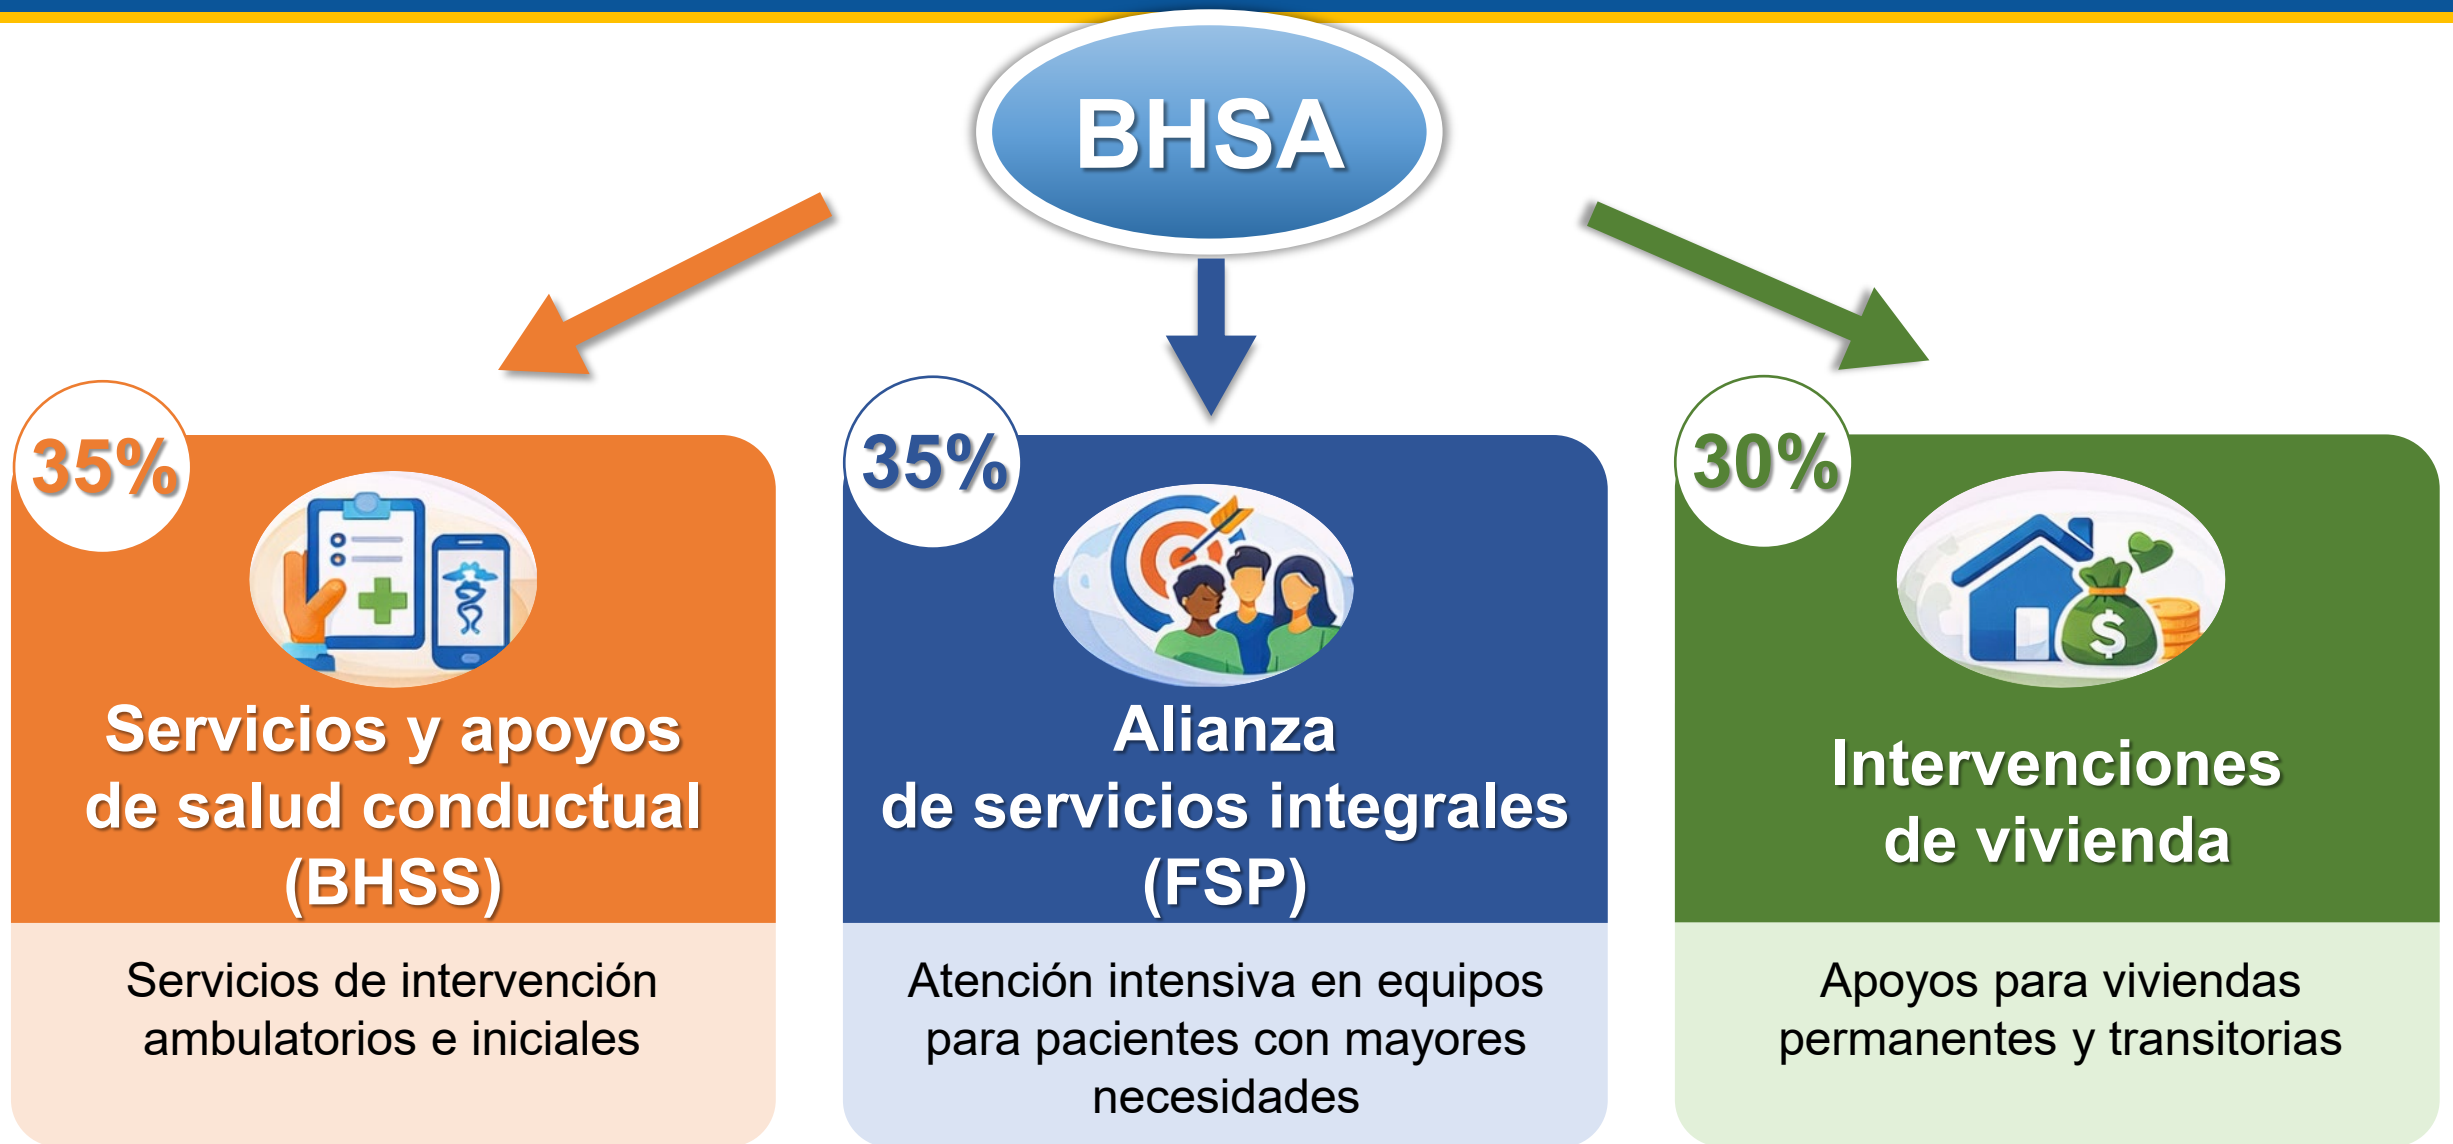 BHSA
35%
Servicios y apoyos
de salud conductual
(BHSS)
Servicios de intervención
ambulatorios e iniciales
35%
Alianza
de servicios integrales
(FSP)
Atención intensiva en equipos
para pacientes con mayores
necesidades
30%
$
Intervenciones
de vivienda
Apoyos para viviendas
permanentes y transitorias